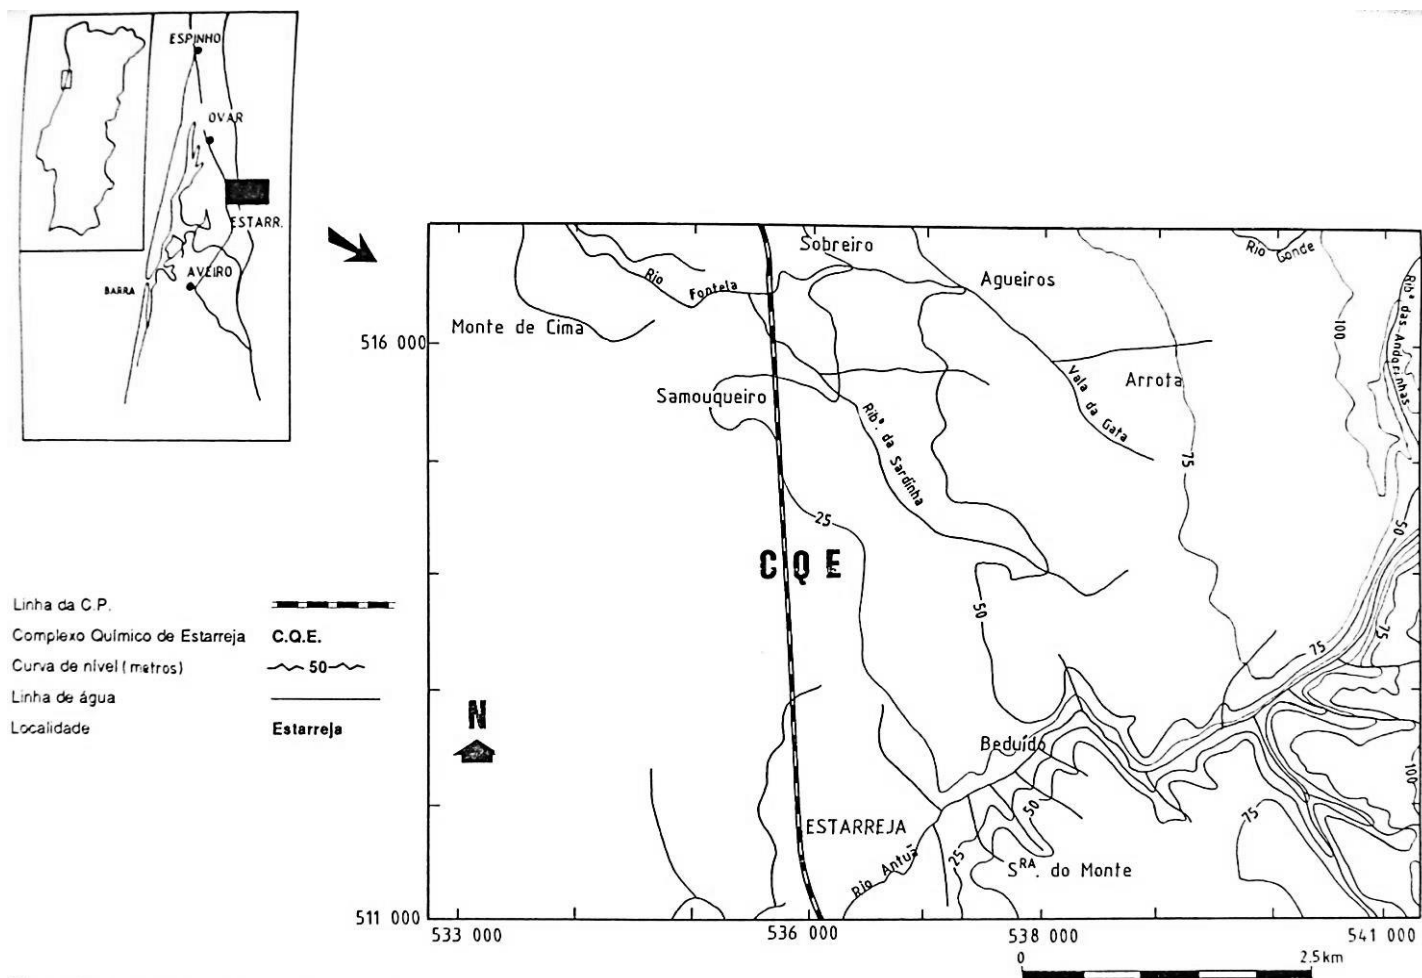 ESPINHO
OVAR
ESTARR.
AVEIRO
BARRA
Linha da C.P.
Complexo Químico de Estarreja C.Q.E.
Curva de nível (metros) 50
Linha de água
Localidade Estarreja
N
Sobreiro
Rio Gonde
Rio Fontela
Agueiros
Ribª das Andorinhas
100
Monte de Cima
516 000
Arrota
Samouqueiro
Vala da Gata
Ribª. da Sardinha
75
25
50
C Q E
50
75
75
Beduído
100
50
75
ESTARREJA
25
Rio Antuã
SRA. do Monte
511 000
533 000
536 000
538 000
541 000
0
2.5km